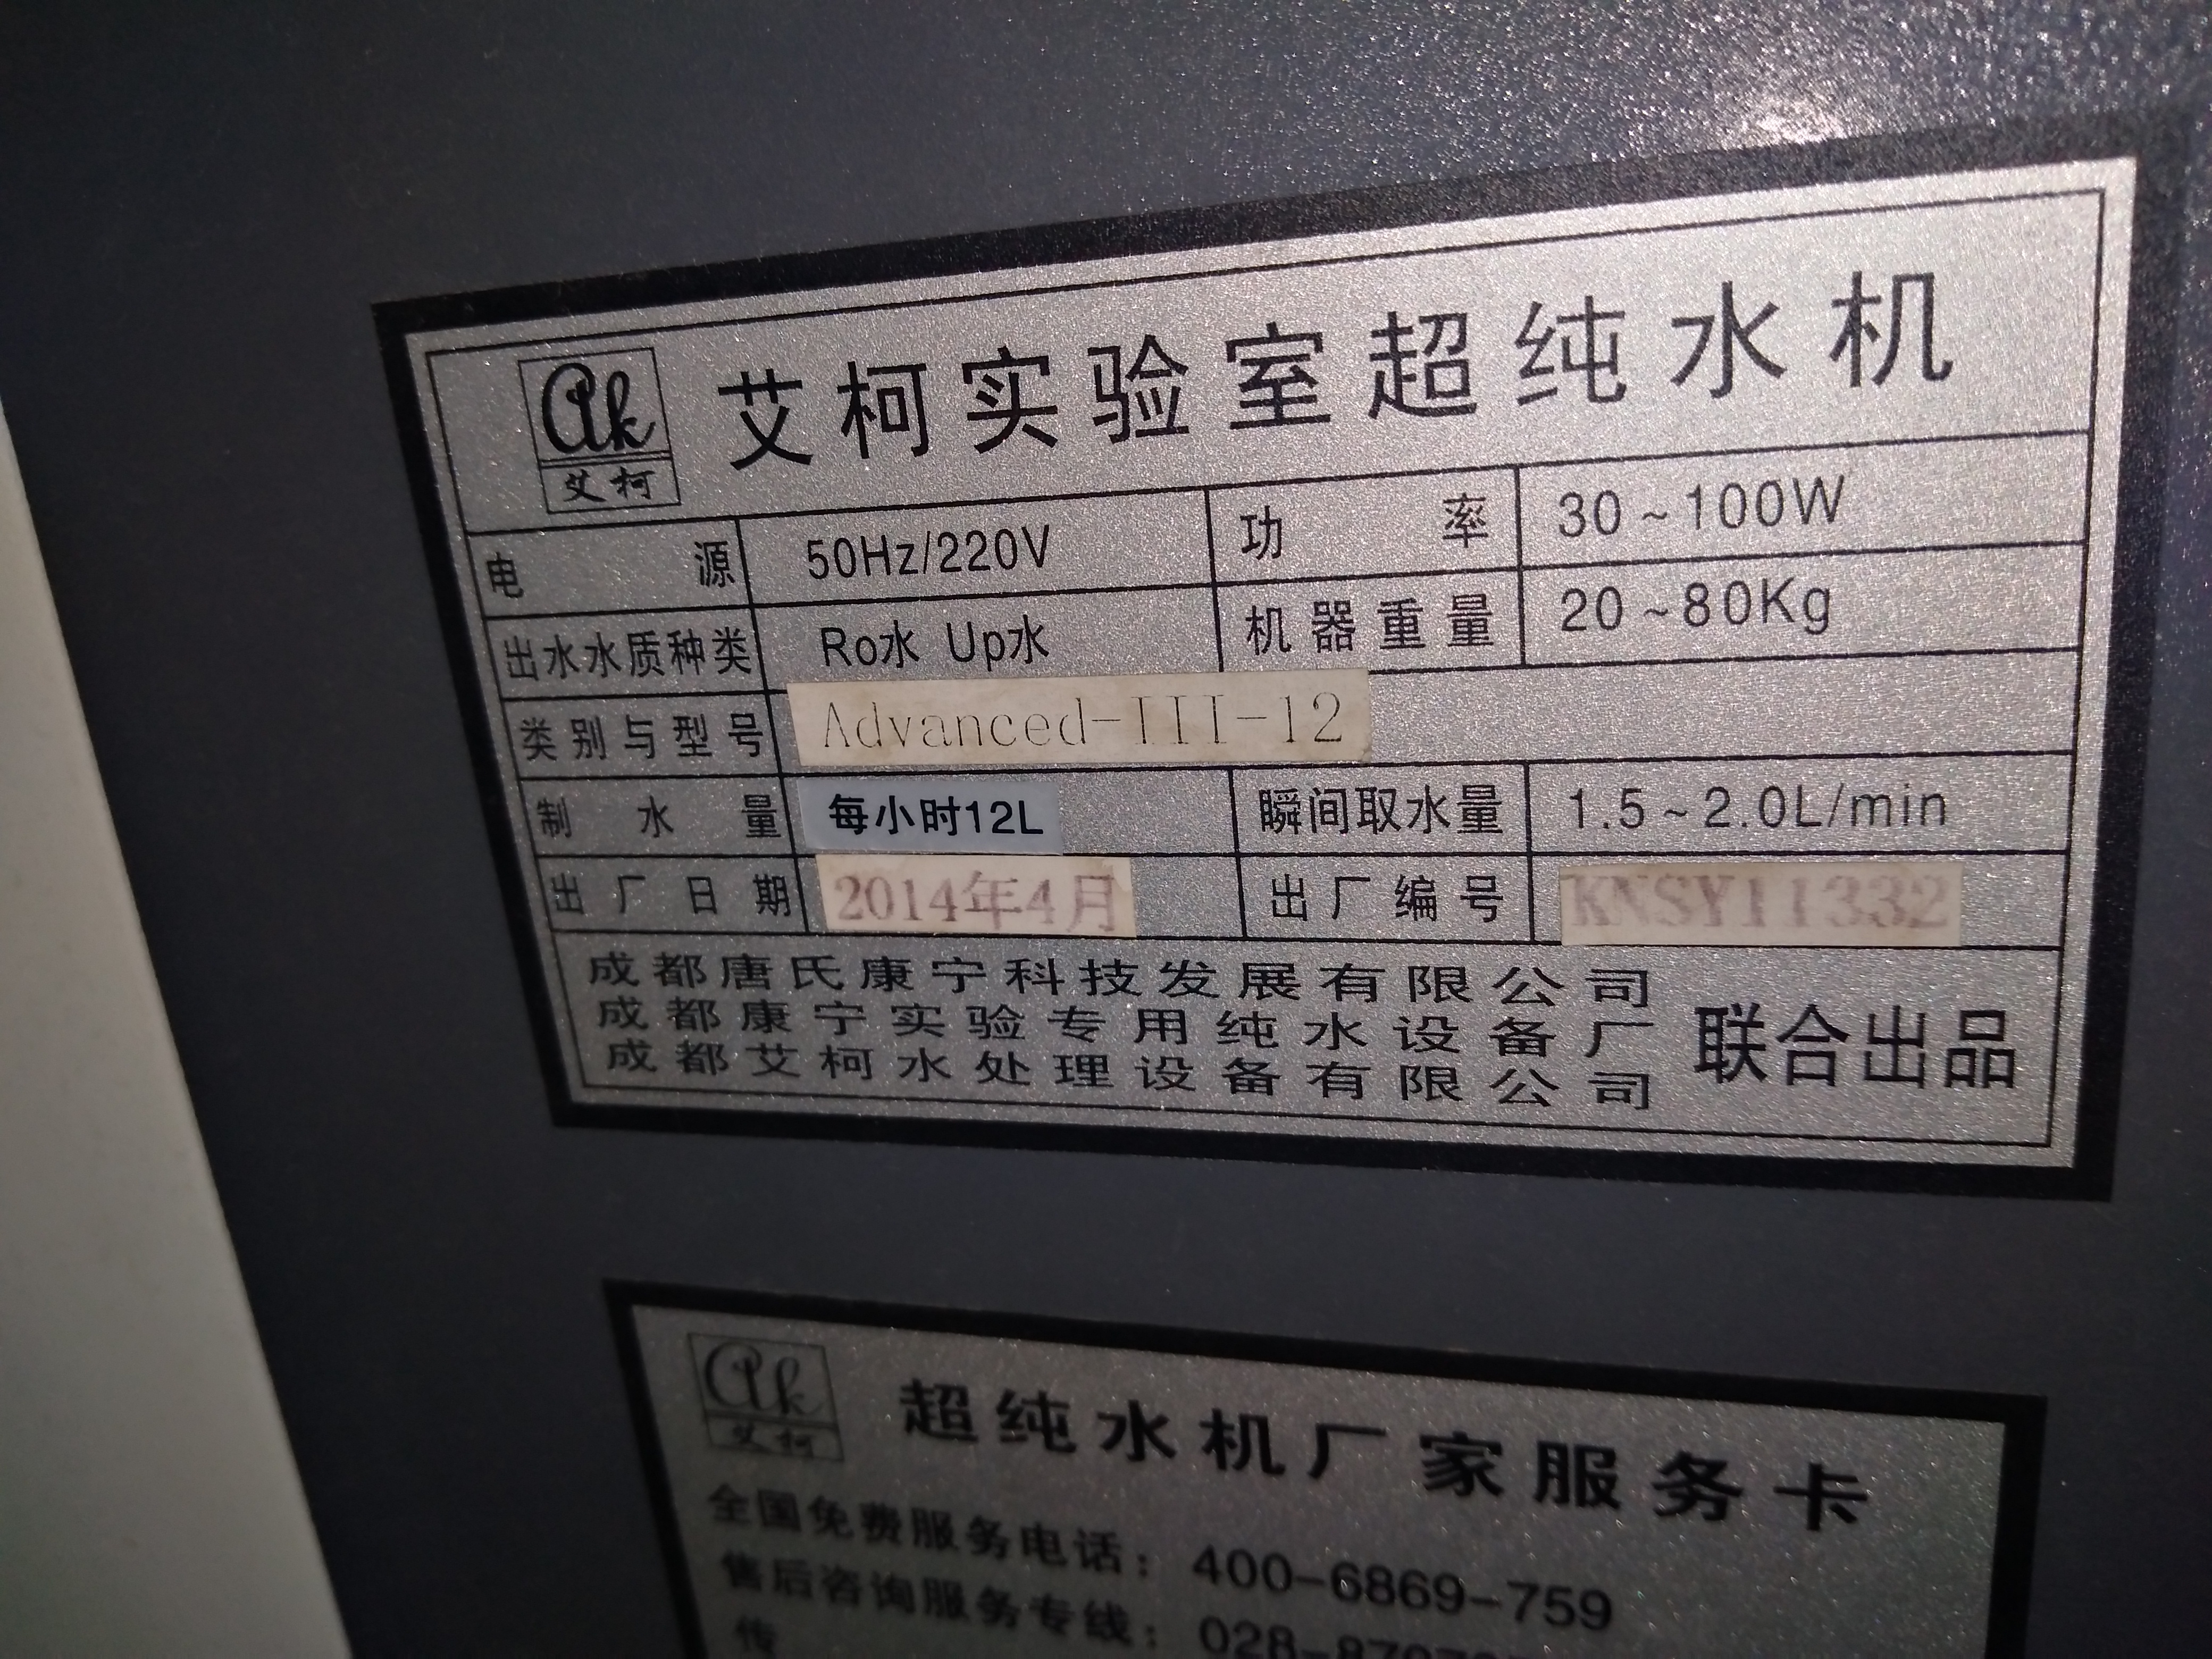 Ak
艾柯
艾柯实验室超纯水机
电源 50Hz/220V 功率 30~100W
出水水质种类 Ro水 Up水 机器重量 20~80Kg
类别与型号 Advanced-III-12
制水量 每小时12L 瞬间取水量 1.5~2.0L/min
出厂日期 2014年4月 出厂编号 KNSY11332
成都唐氏康宁科技发展有限公司
成都康宁实验专用纯水设备厂
成都艾柯水处理设备有限公司
联合出品
Ak
艾柯
超纯水机厂家服务卡
全国免费服务电话：400-6869-759
售后咨询服务专线：028-
传